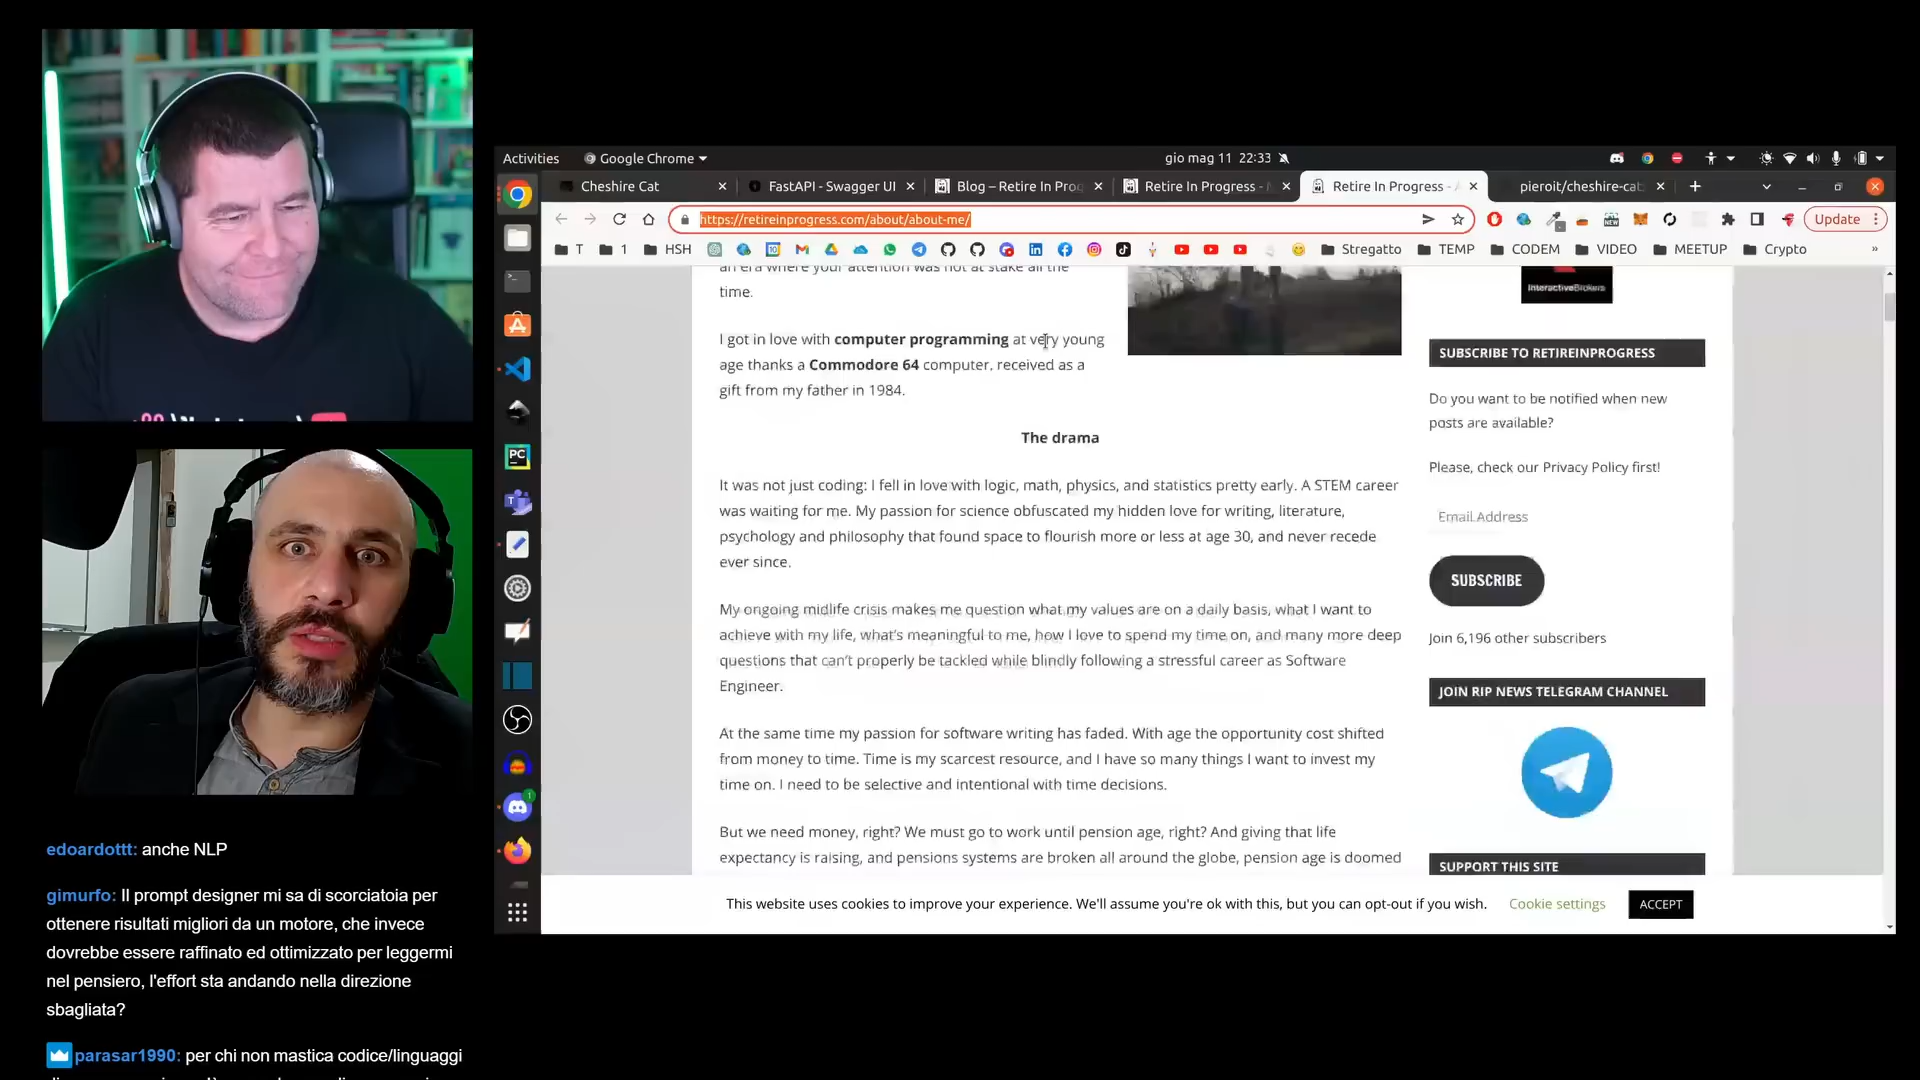 Activities
Google Chrome
gio mag 11 22:33
Cheshire Cat
FastAPI - Swagger UI
Blog – Retire In Prog
Retire In Progress -
Retire In Progress - A
pieroit/cheshire-cat
https://retireinprogress.com/about/about-me/
Update
T
1
HSH
Stregatto
TEMP
CODEM
VIDEO
MEETUP
Crypto
»
an era where your attention was not at stake all the
time.
I got in love with computer programming at very young
age thanks a Commodore 64 computer, received as a
gift from my father in 1984.
The drama
It was not just coding: I fell in love with logic, math, physics, and statistics pretty early. A STEM career
was waiting for me. My passion for science obfuscated my hidden love for writing, literature,
psychology and philosophy that found space to flourish more or less at age 30, and never recede
ever since.
My ongoing midlife crisis makes me question what my values are on a daily basis, what I want to
achieve with my life, what's meaningful to me, how I love to spend my time on, and many more deep
questions that can't properly be tackled while blindly following a stressful career as Software
Engineer.
At the same time my passion for software writing has faded. With age the opportunity cost shifted
from money to time. Time is my scarcest resource, and I have so many things I want to invest my
time on. I need to be selective and intentional with time decisions.
But we need money, right? We must go to work until pension age, right? And giving that life
expectancy is raising, and pensions systems are broken all around the globe, pension age is doomed
InteractiveBrokers
SUBSCRIBE TO RETIREINPROGRESS
Do you want to be notified when new
posts are available?
Please, check our Privacy Policy first!
Email Address
SUBSCRIBE
Join 6,196 other subscribers
JOIN RIP NEWS TELEGRAM CHANNEL
SUPPORT THIS SITE
This website uses cookies to improve your experience. We'll assume you're ok with this, but you can opt-out if you wish.
Cookie settings
ACCEPT
edoardottt: anche NLP
gimurfo: Il prompt designer mi sa di scorciatoia per
ottenere risultati migliori da un motore, che invece
dovrebbe essere raffinato ed ottimizzato per leggermi
nel pensiero, l'effort sta andando nella direzione
sbagliata?
parasar1990: per chi non mastica codice/linguaggi